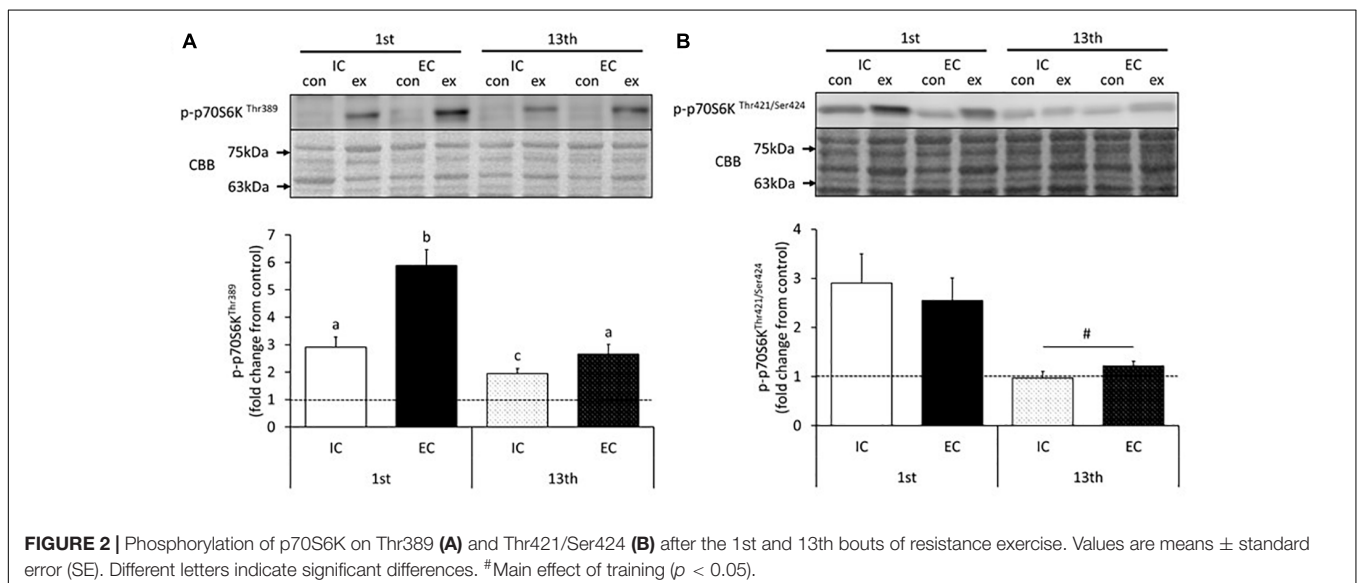 A
1st 13th
IC EC IC EC
con ex con ex con ex con ex
p-p70S6K Thr389
75kDa
CBB
63kDa
p-p70S6K Thr389
(fold change from control)
7
6
5
4
3
2
1
0
a b c a
IC EC IC EC
1st 13th
B
1st 13th
IC EC IC EC
con ex con ex con ex con ex
p-p70S6K Thr421/Ser424
75kDa
CBB
63kDa
p-p70S6K Thr421/Ser424
(fold change from control)
4
3
2
1
0
#
IC EC IC EC
1st 13th
FIGURE 2 | Phosphorylation of p70S6K on Thr389 (A) and Thr421/Ser424 (B) after the 1st and 13th bouts of resistance exercise. Values are means ± standard
error (SE). Different letters indicate significant differences. #Main effect of training (p < 0.05).